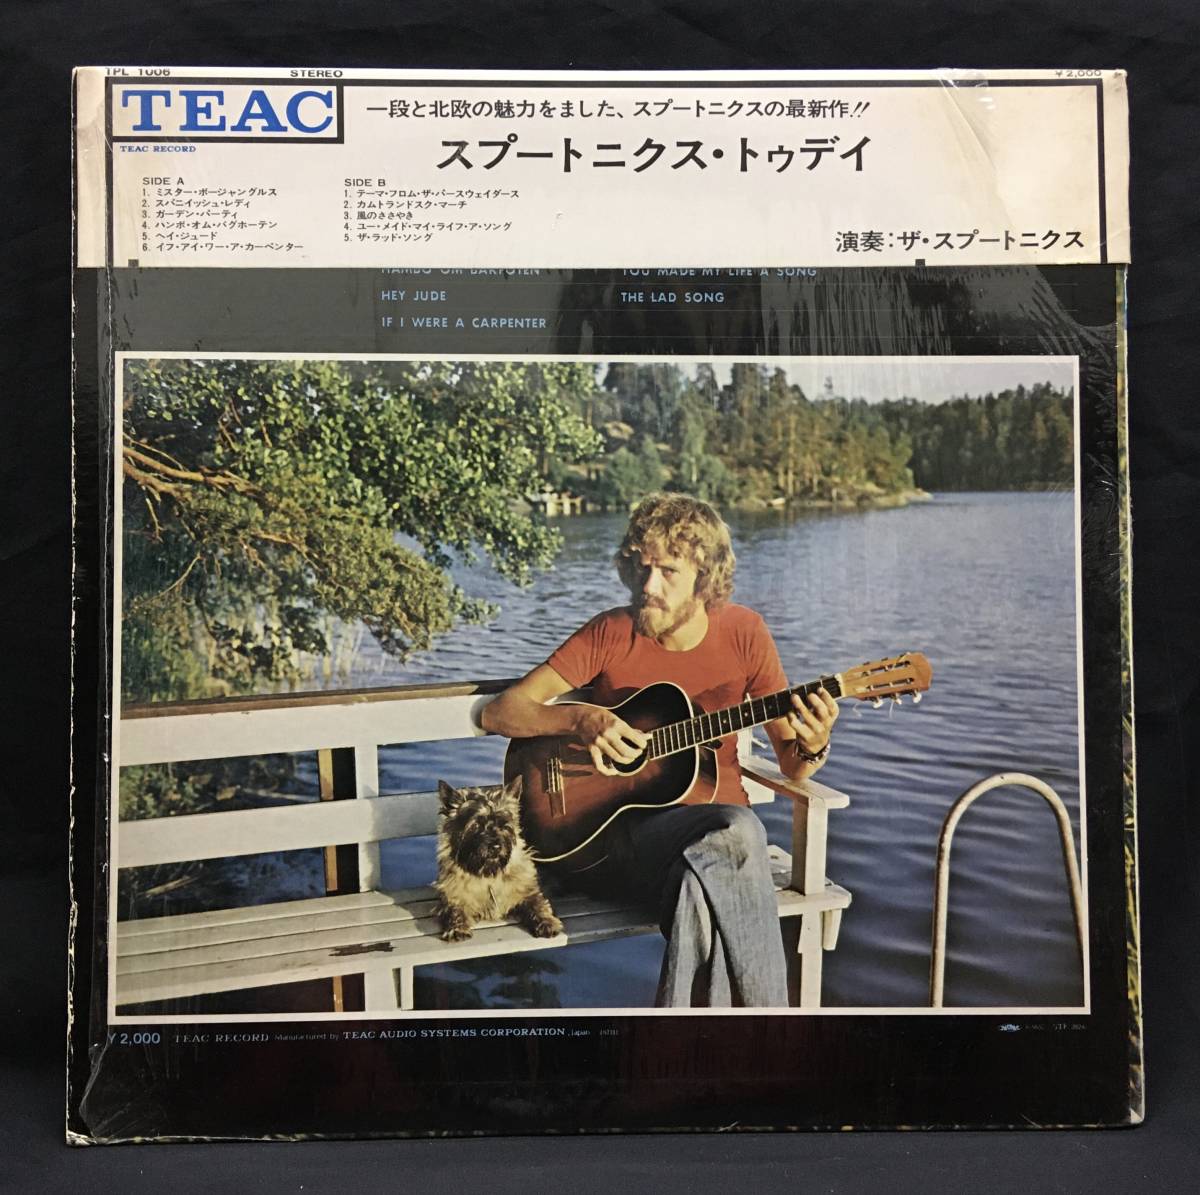 TPL 1006 STEREO ¥2,000
TEAC
TEAC RECORD
一段と北欧の魅力をました、スプートニクスの最新作!!
スプートニクス・トゥデイ
SIDE A
1. ミスター・ボージャングルス
2. スパニイッシュ・レディ
3. ガーデン・パーティ
4. ハンボ・オム・バグホーテン
5. ヘイ・ジュード
6. イフ・アイ・ワー・ア・カーペンター
SIDE B
1. テーマ・フロム・ザ・パースウェイダース
2. カムトランドスク・マーチ
3. 風のささやき
4. ユー・メイド・マイ・ライフ・ア・ソング
5. ザ・ラッド・ソング
演奏:ザ・スプートニクス
HAMBO OM BAKFOTEN
HEY JUDE
IF I WERE A CARPENTER
YOU MADE MY LIFE A SONG
THE LAD SONG
¥2,000 TEAC RECORD Manufactured by TEAC AUDIO SYSTEMS CORPORATION, Japan